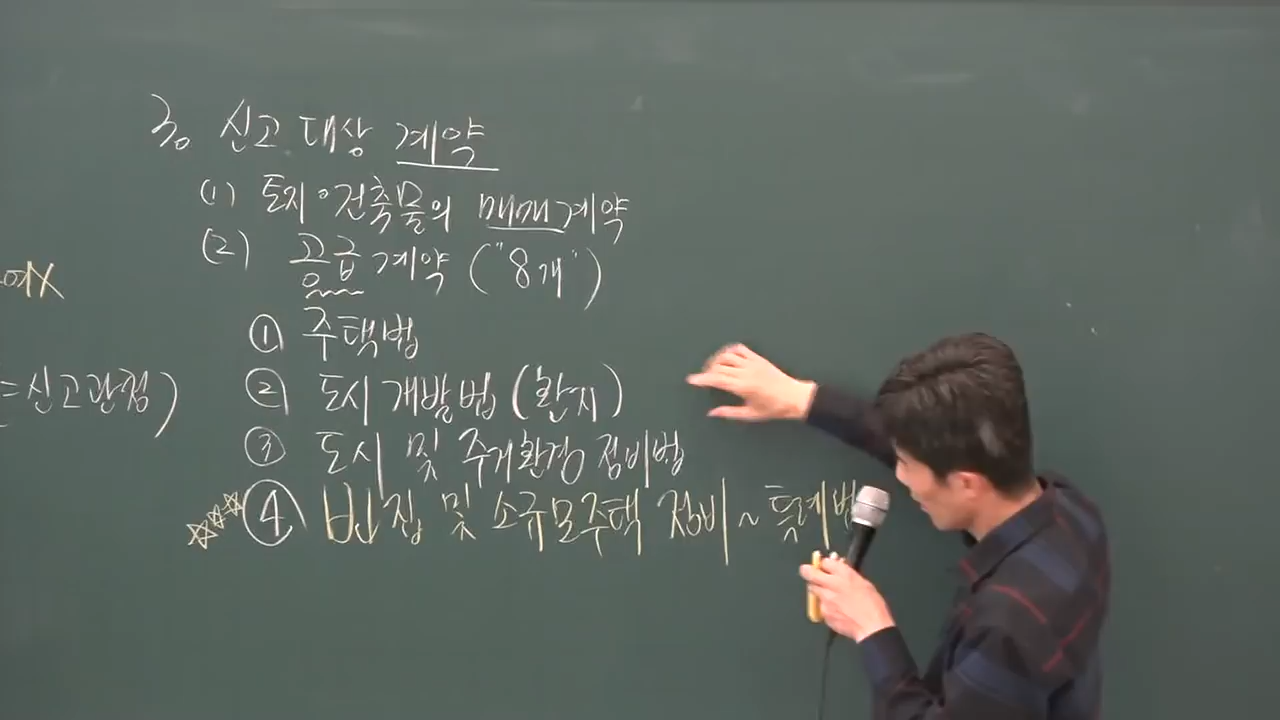 3. 신고 대상 계약
(1) 토지·건축물의 매매계약
(2) 공급계약 ("8개")
① 주택법
② 도시개발법 (환지)
③ 도시 및 주거환경정비법
☆☆☆ ④ 빈집 및 소규모주택 정비~특례법
여X
=신고관점)